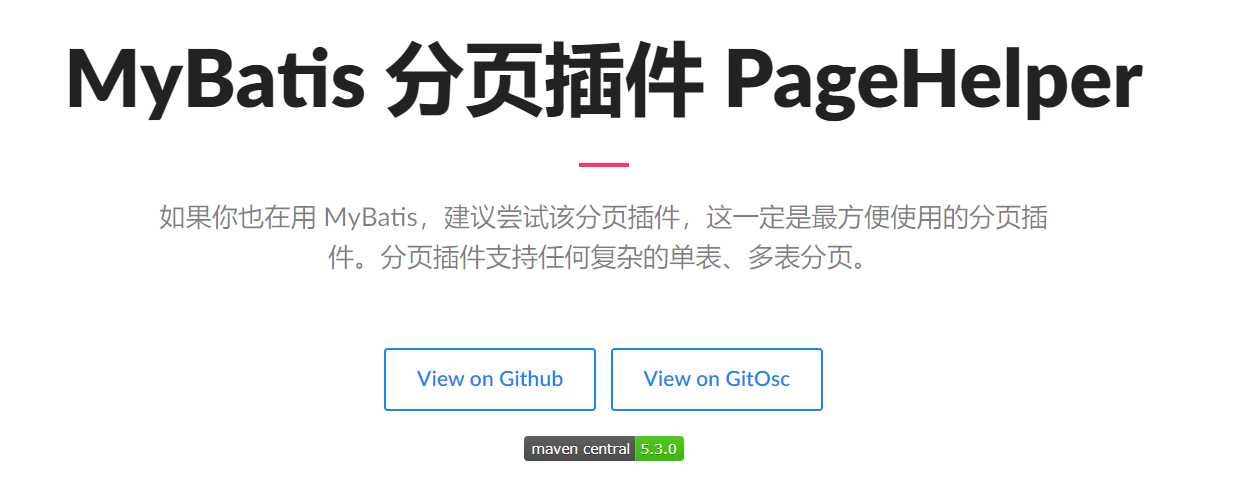 MyBatis 分页插件 PageHelper
如果你也在用 MyBatis，建议尝试该分页插件，这一定是最方便使用的分页插
件。分页插件支持任何复杂的单表、多表分页。
View on Github
View on GitOsc
maven central 5.3.0